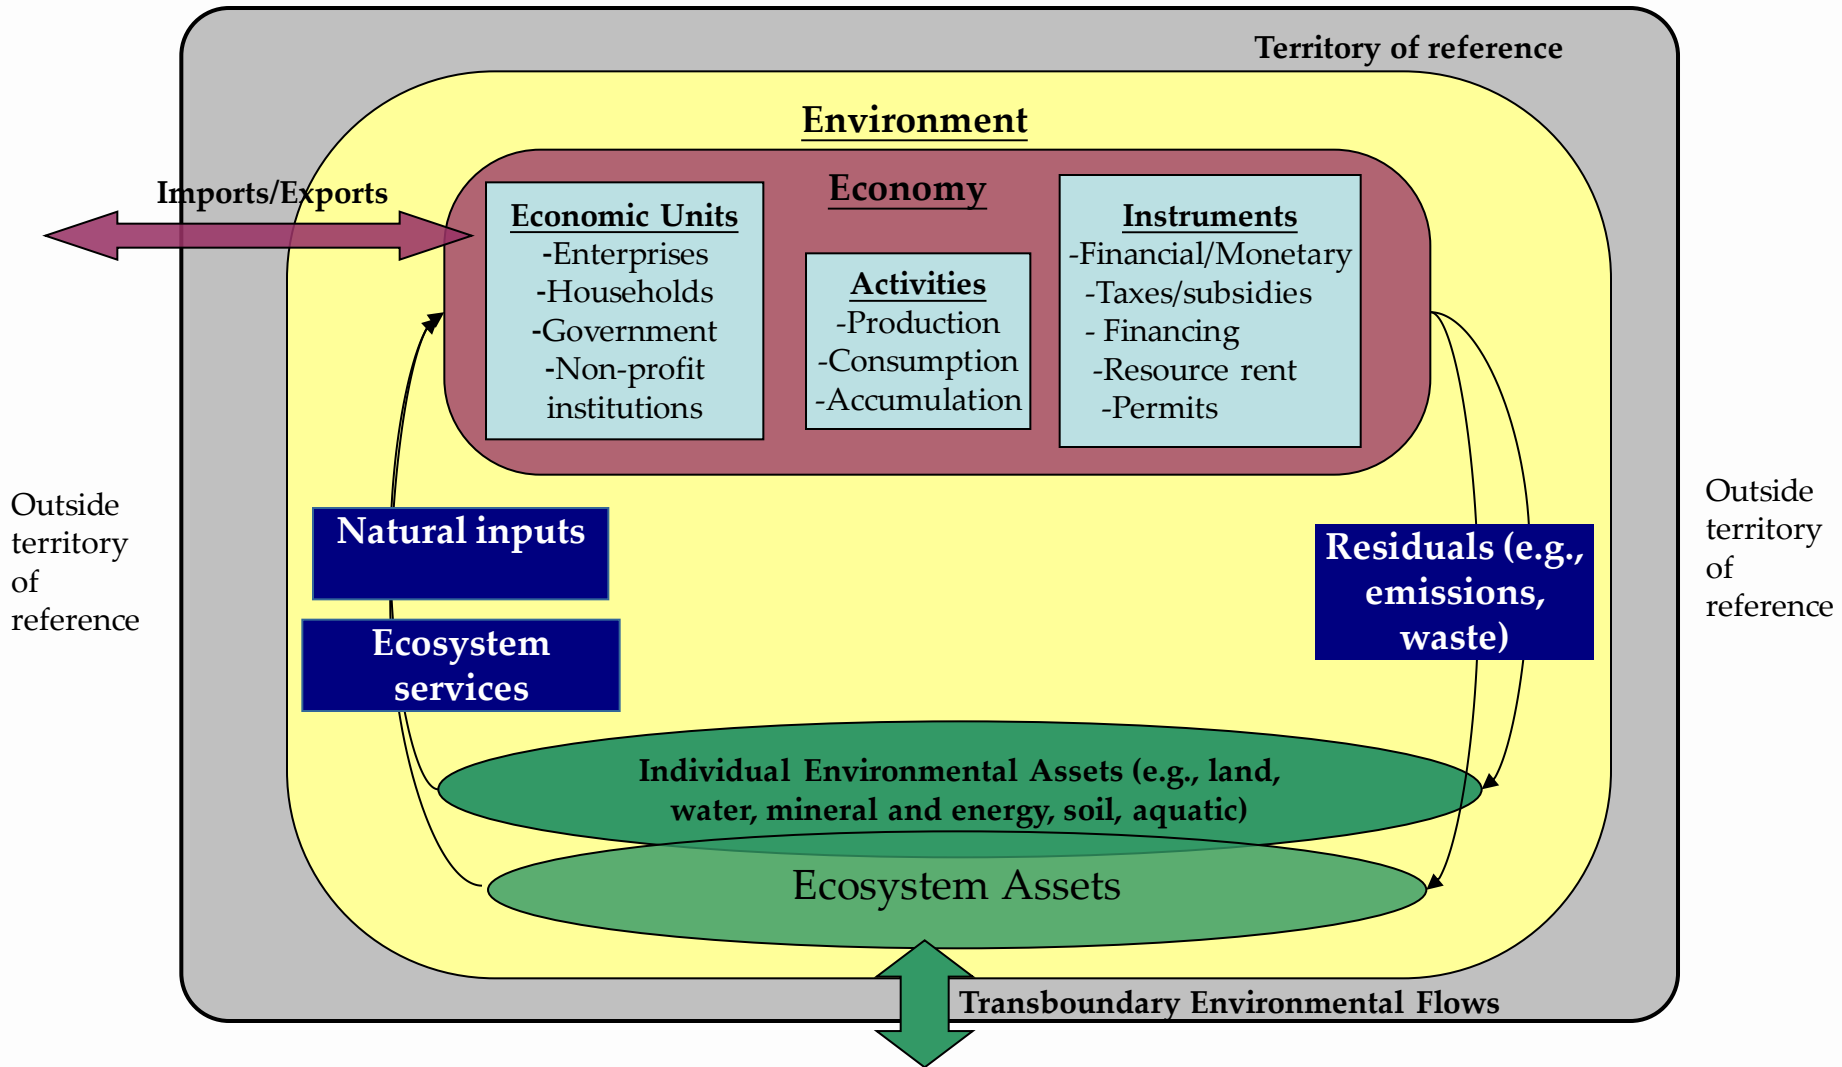 Territory of reference
Environment
Imports/Exports
Economy
Economic Units
-Enterprises
-Households
-Government
-Non-profit
institutions
Activities
-Production
-Consumption
-Accumulation
Instruments
-Financial/Monetary
-Taxes/subsidies
- Financing
-Resource rent
-Permits
Outside
territory
of
reference
Natural inputs
Ecosystem
services
Residuals (e.g.,
emissions,
waste)
Outside
territory
of
reference
Individual Environmental Assets (e.g., land,
water, mineral and energy, soil, aquatic)
Ecosystem Assets
Transboundary Environmental Flows